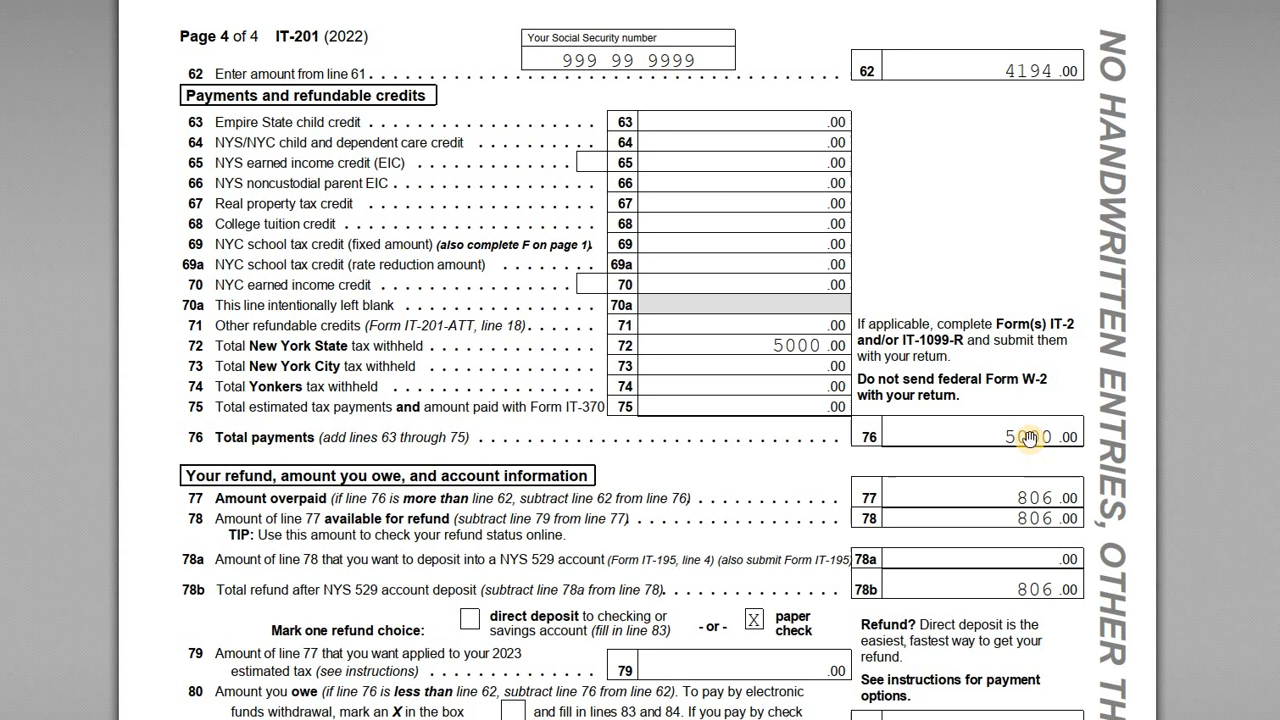 Page 4 of 4 IT-201 (2022)
Your Social Security number
999 99 9999
62 Enter amount from line 61 62 4194 .00
Payments and refundable credits
63 Empire State child credit 63 .00
64 NYS/NYC child and dependent care credit 64 .00
65 NYS earned income credit (EIC) 65 .00
66 NYS noncustodial parent EIC 66 .00
67 Real property tax credit 67 .00
68 College tuition credit 68 .00
69 NYC school tax credit (fixed amount) (also complete F on page 1) 69 .00
69a NYC school tax credit (rate reduction amount) 69a .00
70 NYC earned income credit 70 .00
70a This line intentionally left blank 70a
71 Other refundable credits (Form IT-201-ATT, line 18) 71 .00
72 Total New York State tax withheld 72 5000 .00
73 Total New York City tax withheld 73 .00
74 Total Yonkers tax withheld 74 .00
75 Total estimated tax payments and amount paid with Form IT-370 75 .00
If applicable, complete Form(s) IT-2
and/or IT-1099-R and submit them
with your return.
Do not send federal Form W-2
with your return.
76 Total payments (add lines 63 through 75) 76 .00
Your refund, amount you owe, and account information
77 Amount overpaid (if line 76 is more than line 62, subtract line 62 from line 76) 77 806 .00
78 Amount of line 77 available for refund (subtract line 79 from line 77) 78 806 .00
TIP: Use this amount to check your refund status online.
78a Amount of line 78 that you want to deposit into a NYS 529 account (Form IT-195, line 4) (also submit Form IT-195) 78a .00
78b Total refund after NYS 529 account deposit (subtract line 78a from line 78) 78b 806 .00
Mark one refund choice:
direct deposit to checking or
savings account (fill in line 83)
- or -
X paper
check
Refund? Direct deposit is the
easiest, fastest way to get your
refund.
See instructions for payment
options.
79 Amount of line 77 that you want applied to your 2023
estimated tax (see instructions) 79 .00
80 Amount you owe (if line 76 is less than line 62, subtract line 76 from line 62). To pay by electronic
funds withdrawal, mark an X in the box and fill in lines 83 and 84. If you pay by check
NO HANDWRITTEN ENTRIES, OTHER TH